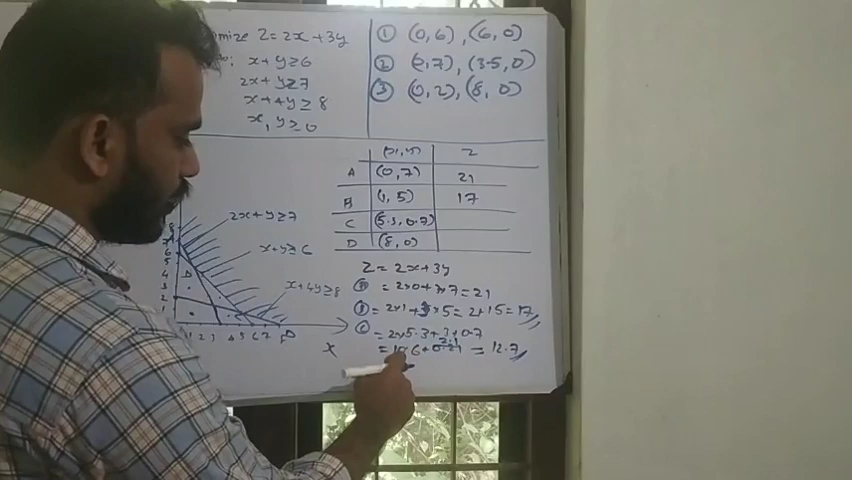 mize Z=2x+3y
: x+y≥6
2x+y≥7
x+4y≥8
x, y≥0
① (0,6), (6,0)
② (0,7), (3.5,0)
③ (0,2), (8,0)
(x,y) Z
A (0,7) 21
B (1,5) 17
C (5.3,0.7)
D (8,0)
2x+y≥7
x+y≥6
x+4y≥8
Z=2x+3y
= 2×0+3×7=21
= 2×1+3×5=2+15=17
Ⓒ
= 2×5.3+3×0.7
= 10.6+ 2.1 = 12.7
x